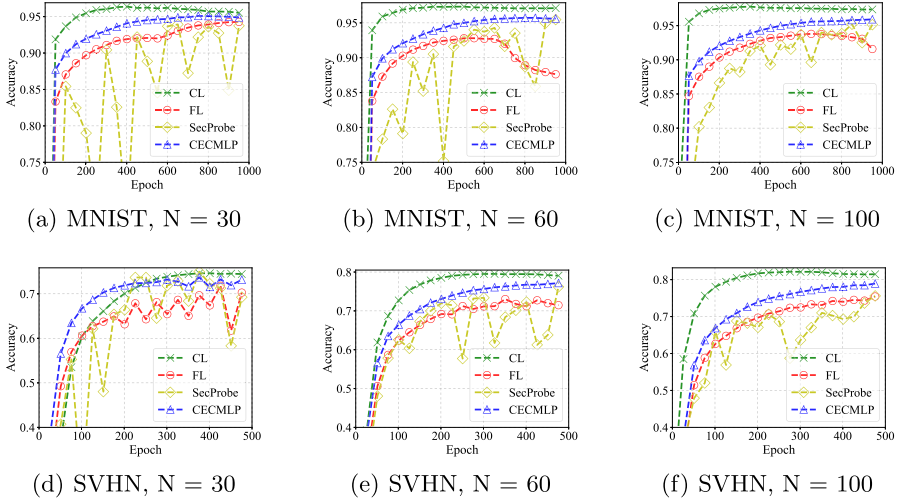 0.95
0.90
0.85
0.80
0.75
Accuracy
0 200 400 600 800 1000
Epoch
CL
FL
SecProbe
CECMLP
(a) MNIST, N = 30
0.95
0.90
0.85
0.80
0.75
Accuracy
0 200 400 600 800 1000
Epoch
CL
FL
SecProbe
CECMLP
(b) MNIST, N = 60
0.95
0.90
0.85
0.80
0.75
Accuracy
0 200 400 600 800 1000
Epoch
CL
FL
SecProbe
CECMLP
(c) MNIST, N = 100
0.7
0.6
0.5
0.4
Accuracy
0 100 200 300 400 500
Epoch
CL
FL
SecProbe
CECMLP
(d) SVHN, N = 30
0.8
0.7
0.6
0.5
0.4
Accuracy
0 100 200 300 400 500
Epoch
CL
FL
SecProbe
CECMLP
(e) SVHN, N = 60
0.8
0.7
0.6
0.5
0.4
Accuracy
0 100 200 300 400 500
Epoch
CL
FL
SecProbe
CECMLP
(f) SVHN, N = 100